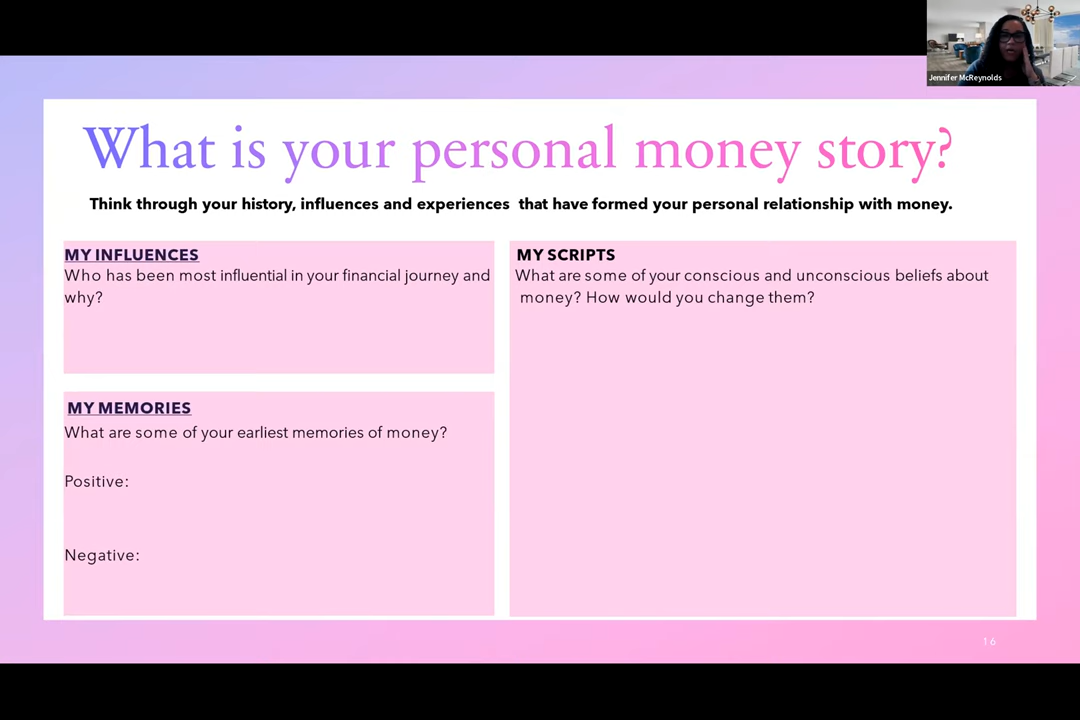 Jennifer McReynolds
What is your personal money story?
Think through your history, influences and experiences that have formed your personal relationship with money.
MY INFLUENCES
Who has been most influential in your financial journey and
why?
MY MEMORIES
What are some of your earliest memories of money?
Positive:
Negative:
MY SCRIPTS
What are some of your conscious and unconscious beliefs about
money? How would you change them?
16